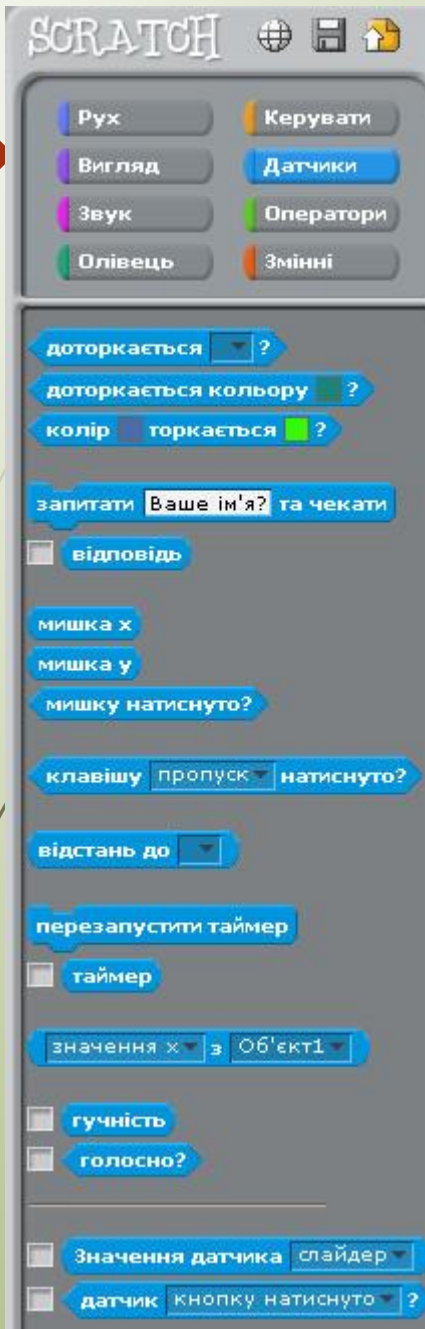 SCRATCH
Рух Керувати
Вигляд Датчики
Звук Оператори
Олівець Змінні
доторкається ?
доторкається кольору ?
колір торкається ?
запитати Ваше ім'я? та чекати
відповідь
мишка x
мишка y
мишку натиснуто?
клавішу пропуск натиснуто?
відстань до
перезапустити таймер
таймер
значення x з Об'єкт1
гучність
голосно?
Значення датчика слайдер
датчик кнопку натиснуто ?